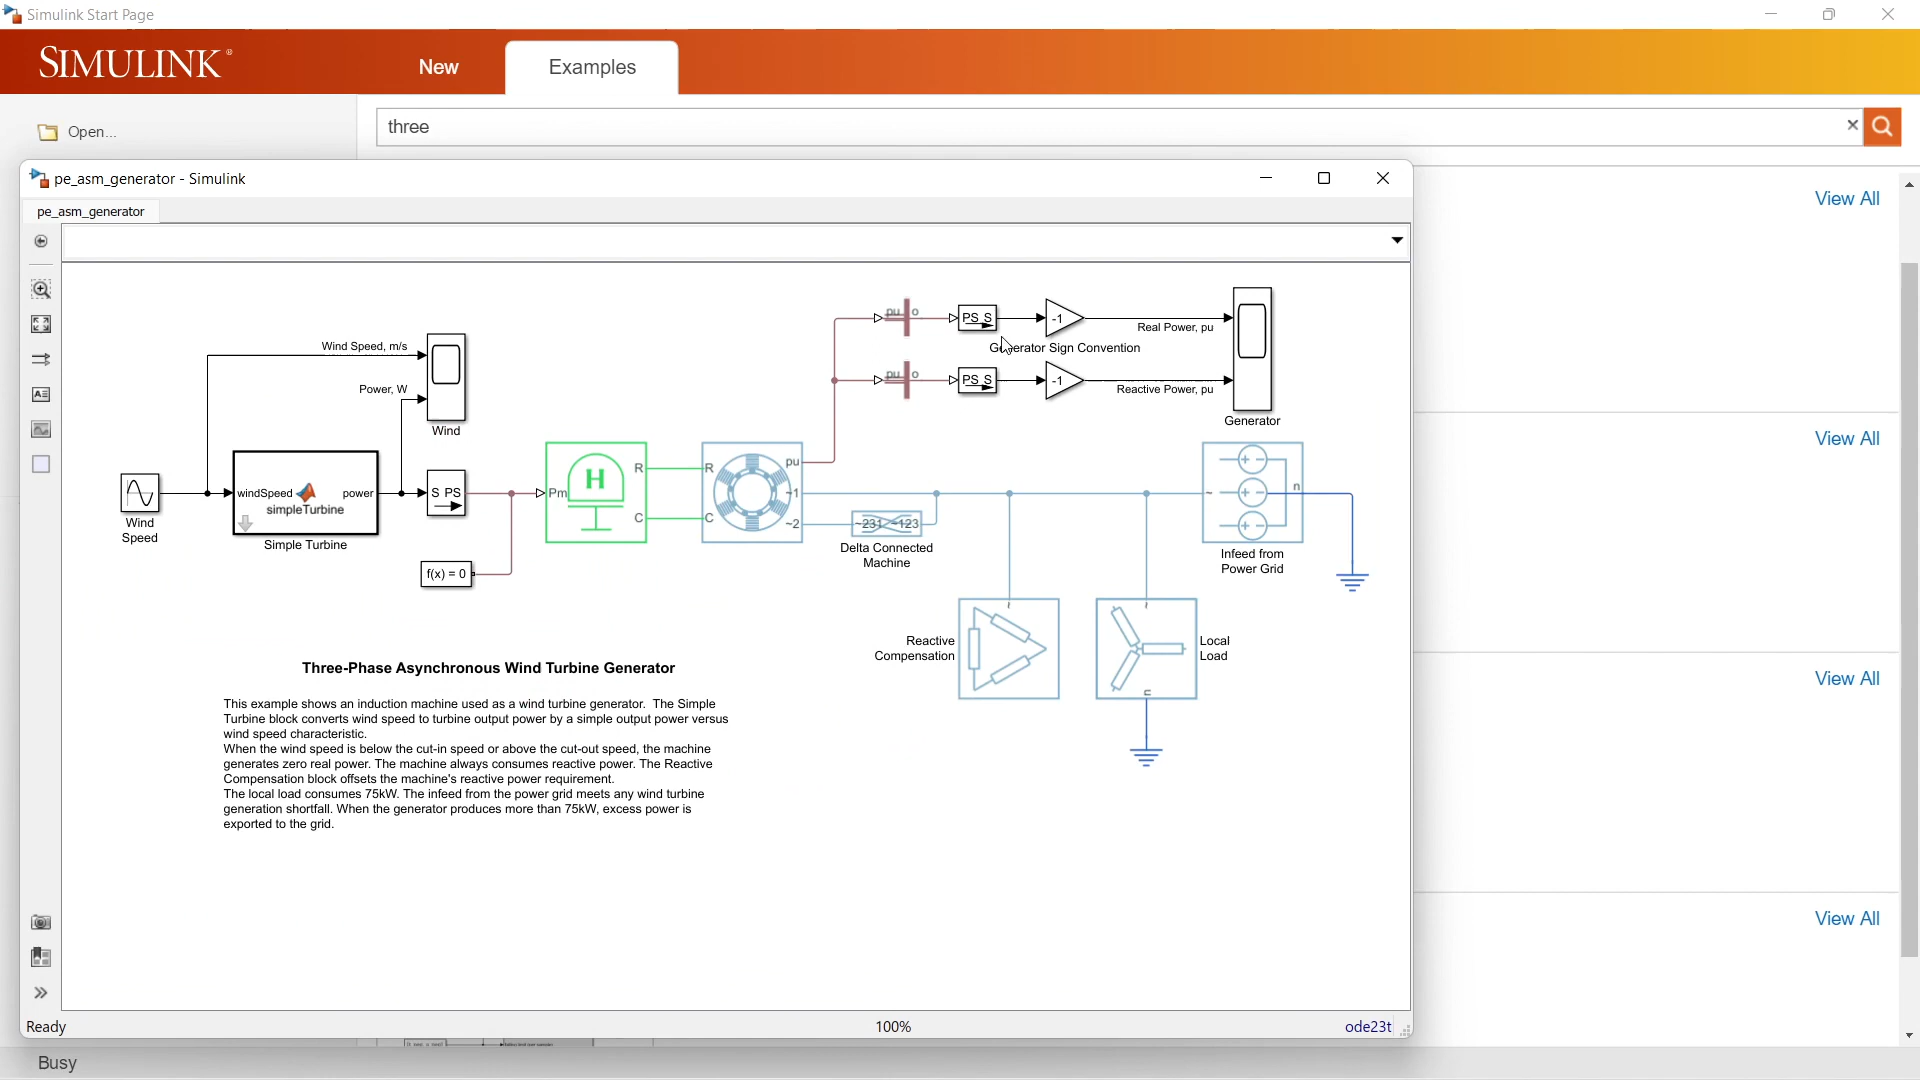 Simulink Start Page
SIMULINK®
New
Examples
Open...
three
View All
pe_asm_generator - Simulink
pe_asm_generator
pu
o
PS S
-1
Real Power, pu
Generator Sign Convention
Wind Speed, m/s
pu
o
PS S
-1
Power, W
Reactive Power, pu
Generator
Wind
View All
H
R
R
pu
windSpeed
power
simpleTurbine
S PS
Pm
~1
~
n
C
C
~2
~231
~123
Wind
Speed
Simple Turbine
Delta Connected
Machine
Infeed from
Power Grid
f(x) = 0
~
~
Reactive
Compensation
Local
Load
n
Three-Phase Asynchronous Wind Turbine Generator
View All
This example shows an induction machine used as a wind turbine generator. The Simple
Turbine block converts wind speed to turbine output power by a simple output power versus
wind speed characteristic.
When the wind speed is below the cut-in speed or above the cut-out speed, the machine
generates zero real power. The machine always consumes reactive power. The Reactive
Compensation block offsets the machine's reactive power requirement.
The local load consumes 75kW. The infeed from the power grid meets any wind turbine
generation shortfall. When the generator produces more than 75kW, excess power is
exported to the grid.
View All
Ready
100%
ode23t
Busy